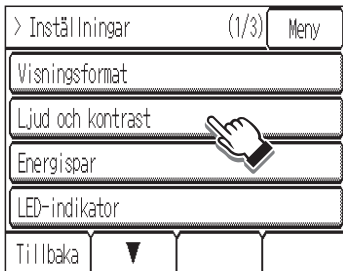 > Inställningar (1/3) Meny
Visningsformat
Ljud och kontrast
Energispar
LED-indikator
Tillbaka ▼